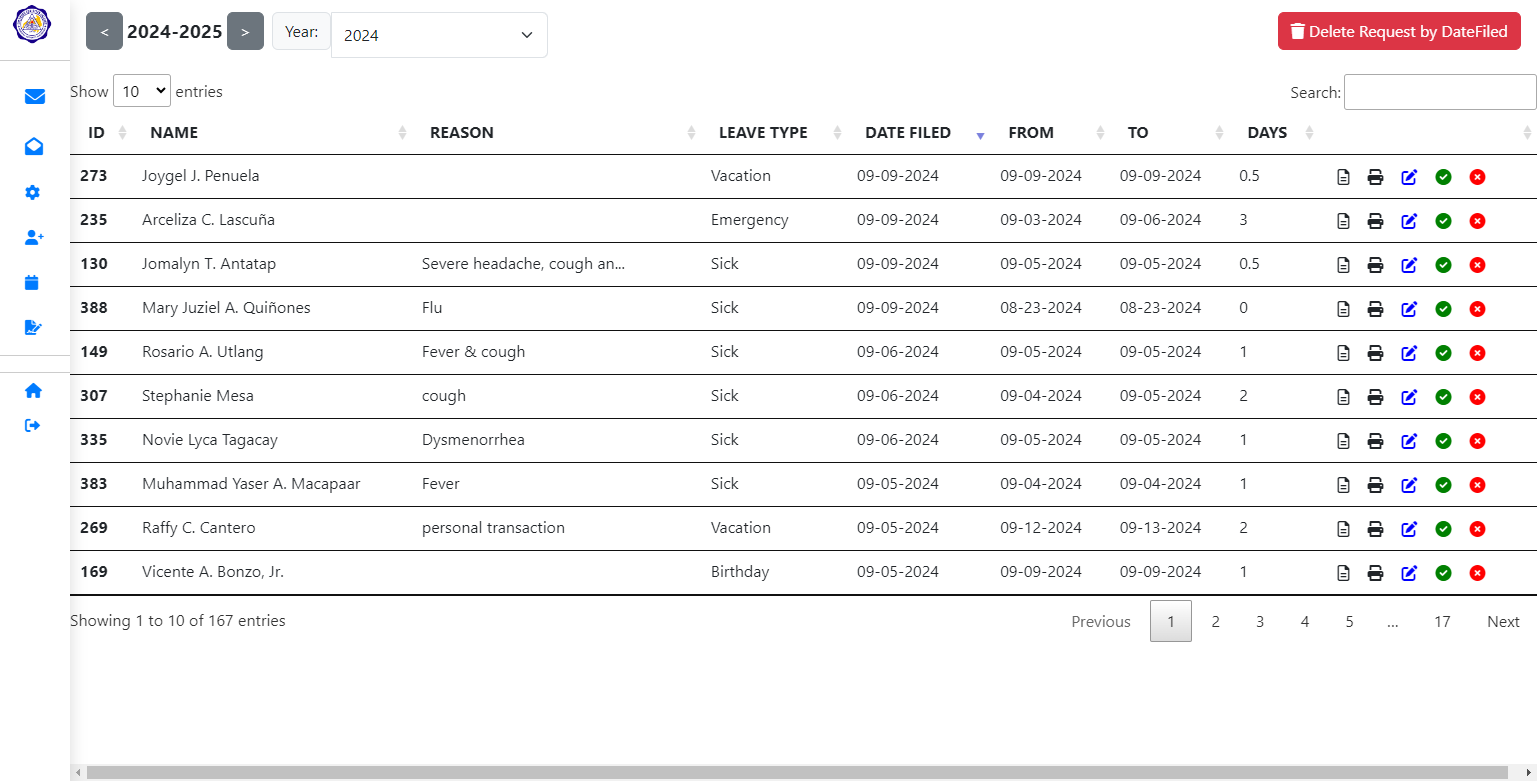 < 2024-2025 > Year: 2024 Delete Request by DateFiled
Show 10 entries Search:
ID NAME REASON LEAVE TYPE DATE FILED FROM TO DAYS
273 Joygel J. Penuela Vacation 09-09-2024 09-09-2024 09-09-2024 0.5
235 Arceliza C. Lascuña Emergency 09-09-2024 09-03-2024 09-06-2024 3
130 Jomalyn T. Antatap Severe headache, cough an... Sick 09-09-2024 09-05-2024 09-05-2024 0.5
388 Mary Juziel A. Quiñones Flu Sick 09-09-2024 08-23-2024 08-23-2024 0
149 Rosario A. Utlang Fever & cough Sick 09-06-2024 09-05-2024 09-05-2024 1
307 Stephanie Mesa cough Sick 09-06-2024 09-04-2024 09-05-2024 2
335 Novie Lyca Tagacay Dysmenorrhea Sick 09-06-2024 09-05-2024 09-05-2024 1
383 Muhammad Yaser A. Macapaar Fever Sick 09-05-2024 09-04-2024 09-04-2024 1
269 Raffy C. Cantero personal transaction Vacation 09-05-2024 09-12-2024 09-13-2024 2
169 Vicente A. Bonzo, Jr. Birthday 09-05-2024 09-09-2024 09-09-2024 1
Showing 1 to 10 of 167 entries Previous 1 2 3 4 5 ... 17 Next